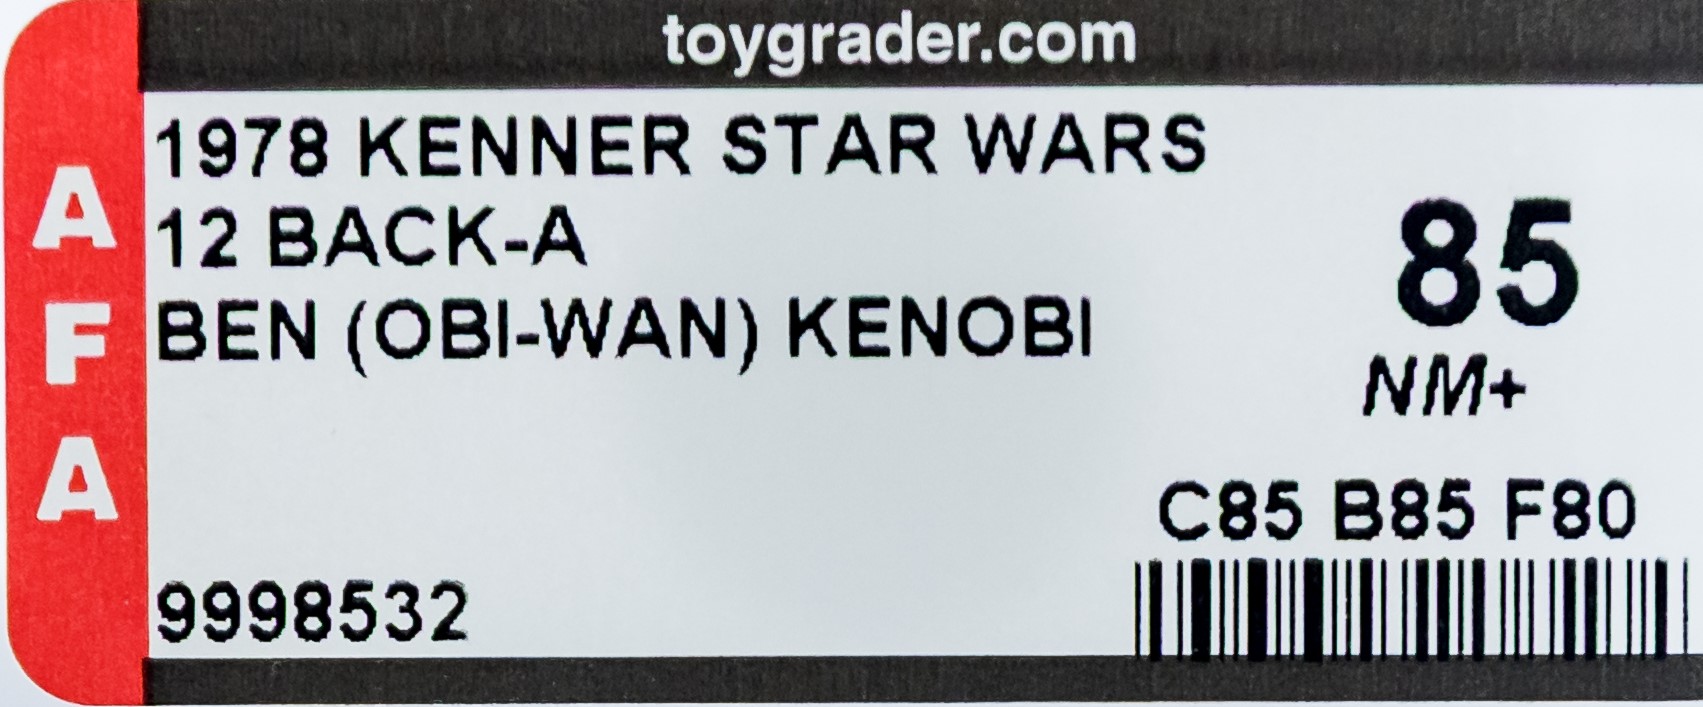 toygrader.com
AFA
1978 KENNER STAR WARS
12 BACK-A
BEN (OBI-WAN) KENOBI
85
NM+
C85 B85 F80
9998532